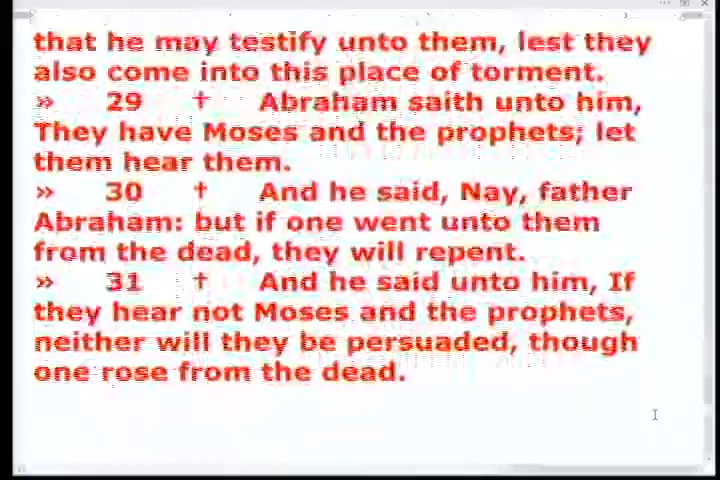 that he may testify unto them, lest they
also come into this place of torment.
» 29 † Abraham saith unto him,
They have Moses and the prophets; let
them hear them.
» 30 † And he said, Nay, father
Abraham: but if one went unto them
from the dead, they will repent.
» 31 † And he said unto him, If
they hear not Moses and the prophets,
neither will they be persuaded, though
one rose from the dead.